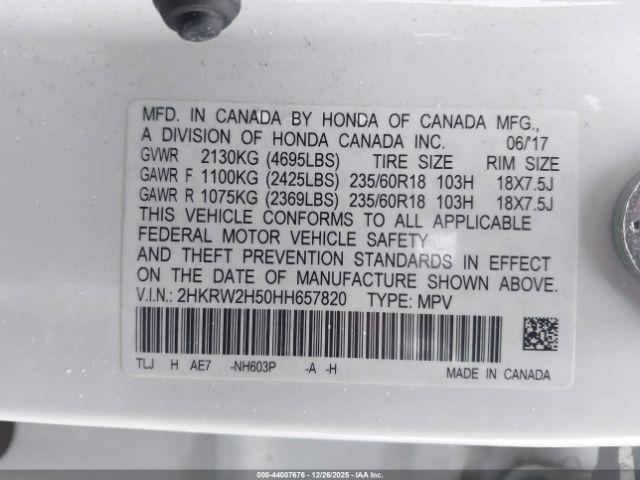 MFD. IN CANADA BY HONDA OF CANADA MFG.,
A DIVISION OF HONDA CANADA INC. 06/'17
GVWR 2130KG (4695LBS) TIRE SIZE RIM SIZE
GAWR F 1100KG (2425LBS) 235/60R18 103H 18X7.5J
GAWR R 1075KG (2369LBS) 235/60R18 103H 18X7.5J
THIS VEHICLE CONFORMS TO ALL APPLICABLE
FEDERAL MOTOR VEHICLE SAFETY
AND THEFT PREVENTION STANDARDS IN EFFECT
ON THE DATE OF MANUFACTURE SHOWN ABOVE.
V.I.N.: 2HKRW2H50HH657820 TYPE: MPV
TLJ H AE7 -NH603P -A -H
MADE IN CANADA
000-44007676 - 12/26/2025 - IAA Inc.